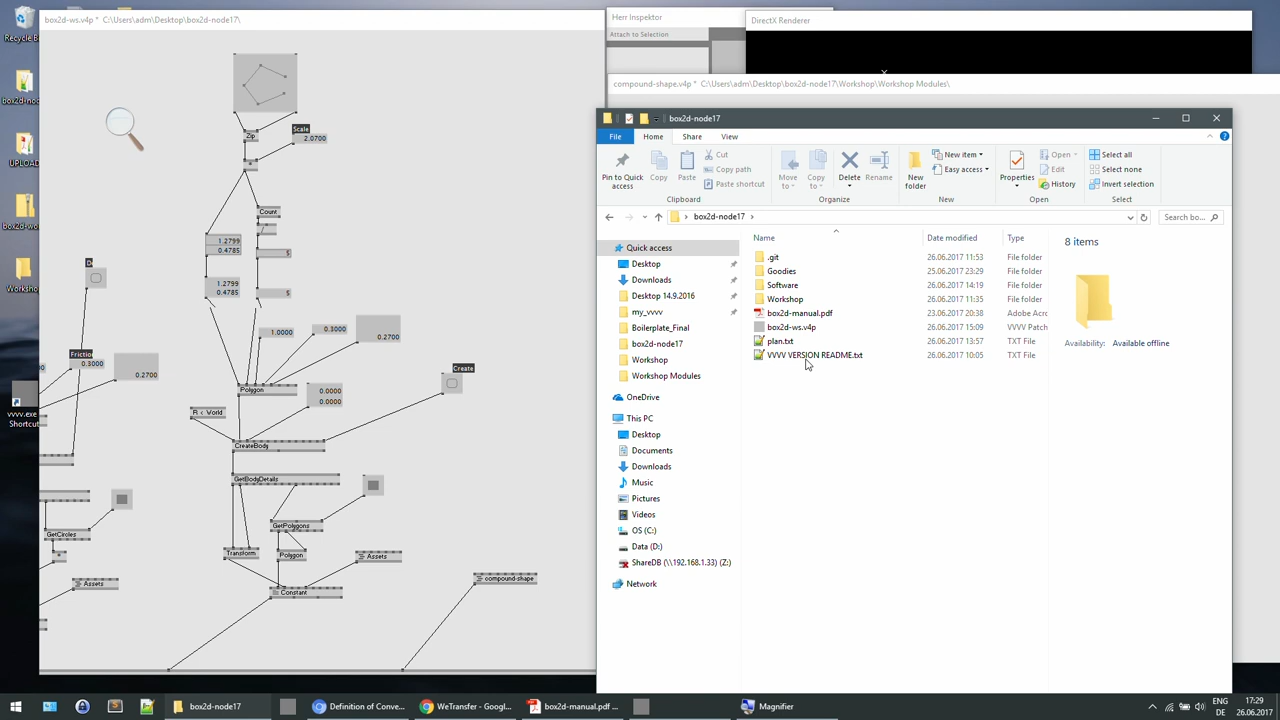 box2d-ws.v4p * C:\Users\adm\Desktop\box2d-node17\
Herr Inspektor
Attach to Selection
DirectX Renderer
compound-shape.v4p * C:\Users\adm\Desktop\box2d-node17\Workshop\Workshop Modules\
box2d-node17
File Home Share View
Pin to Quick access
Copy
Paste
Cut
Copy path
Paste shortcut
Move to
Copy to
Delete
Rename
New folder
New item
Easy access
Properties
Open
Edit
History
Select all
Select none
Invert selection
Clipboard Organize New Open Select
box2d-node17
Search bo...
Name Date modified Type
.git 26.06.2017 11:53 File folder
Goodies 25.06.2017 23:29 File folder
Software 26.06.2017 14:19 File folder
Workshop 26.06.2017 11:35 File folder
box2d-manual.pdf 23.06.2017 20:38 Adobe Acrc
box2d-ws.v4p 26.06.2017 15:09 VVVV Patch
plan.txt 26.06.2017 13:57 TXT File
VVVV VERSION README.txt 26.06.2017 10:05 TXT File
8 items
Availability: Available offline
Quick access
Desktop
Downloads
Desktop 14.9.2016
my_vvvv
Boilerplate_Final
box2d-node17
Workshop
Workshop Modules
OneDrive
This PC
Desktop
Documents
Downloads
Music
Pictures
Videos
OS (C:)
Data (D:)
ShareDB (\\192.168.1.33) (Z:)
Network
Recycle B
box2d-noc
UPLOAD
Worksho
vvvv.exe
Shortcut
Zip
Scale
2.0700
Count
1.2799
0.4785
5
1.2799
0.4785
5
1.0000
0.3000
0.2700
Friction
0.3000
0.2700
Polygon
Create
0.0000
0.0000
R < World
CreateBody
GetBodyDetails
GetPolygons
GetCircles
Transform
Polygon
Assets
Assets
Constant
compound-shape
box2d-node17
Definition of Conve...
WeTransfer - Googl...
box2d-manual.pdf ...
Magnifier
ENG
DE
17:29
26.06.2017